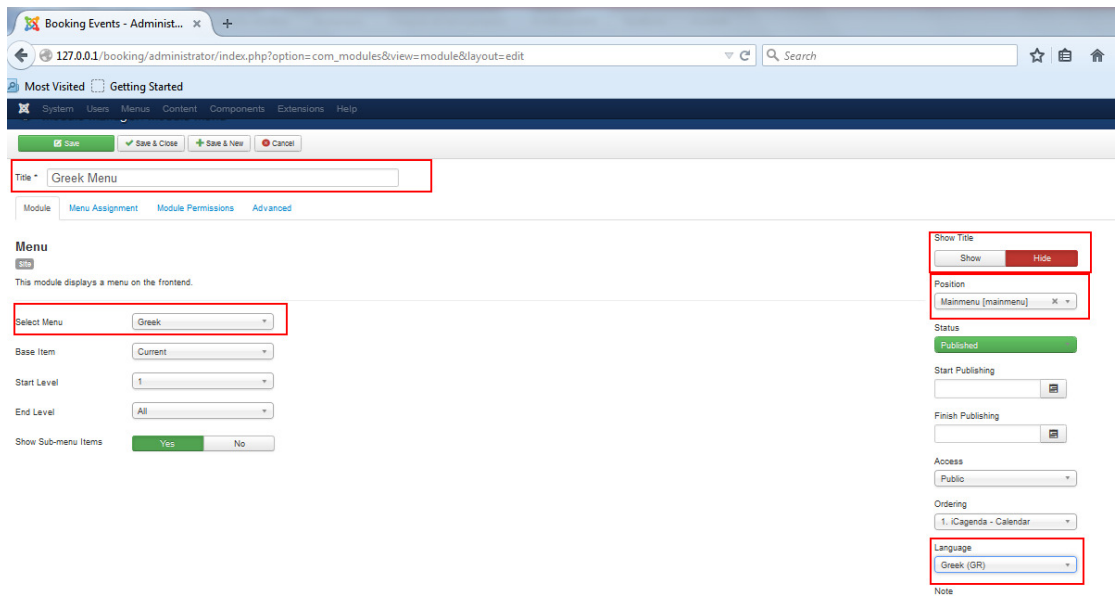 Booking Events - Administ... × +
127.0.0.1/booking/administrator/index.php?option=com_modules&view=module&layout=edit Search
Most Visited Getting Started
System Users Menus Content Components Extensions Help
Save Save & Close Save & New Cancel
Title * Greek Menu
Module Menu Assignment Module Permissions Advanced
Menu
Site
This module displays a menu on the frontend.
Select Menu Greek
Base Item Current
Start Level 1
End Level All
Show Sub-menu Items Yes No
Show Title
Show Hide
Position
Mainmenu [mainmenu] ×
Status
Published
Start Publishing
Finish Publishing
Access
Public
Ordering
1. iCagenda - Calendar
Language
Greek (GR)
Note